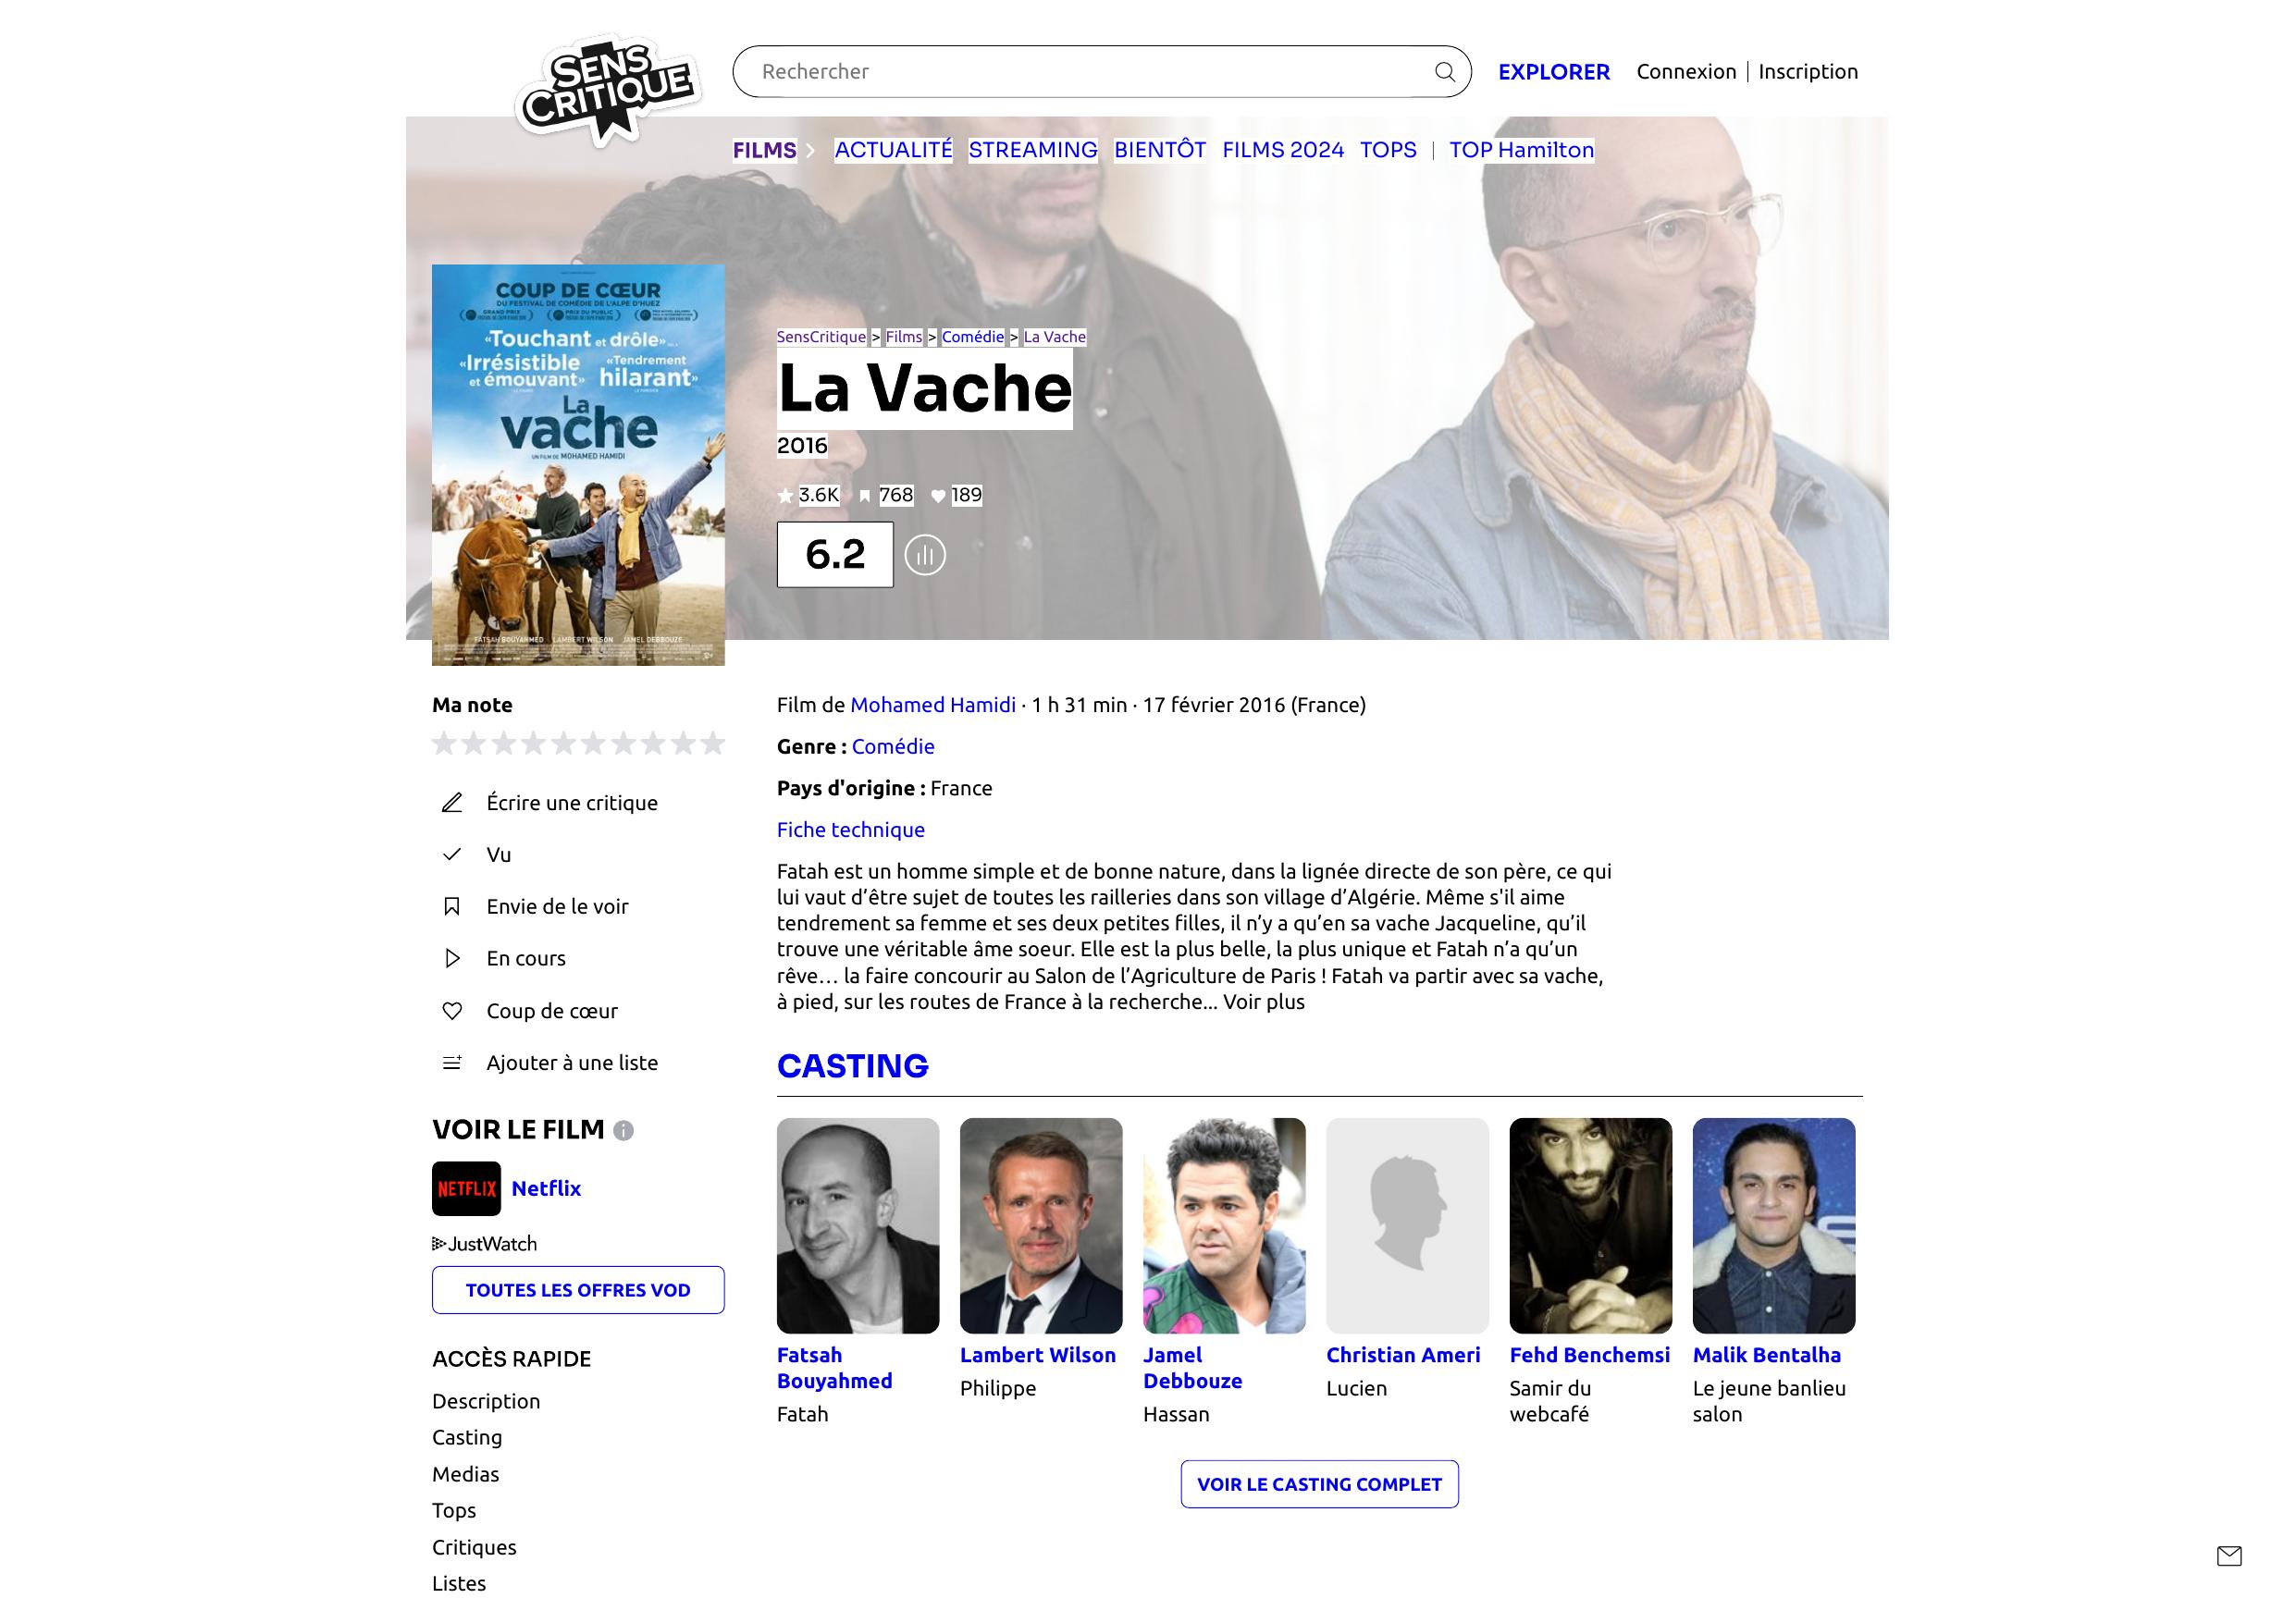 SENS
CRITIQUE
Rechercher
EXPLORER
Connexion | Inscription
FILMS
ACTUALITÉ
STREAMING
BIENTÔT
FILMS 2024
TOPS
|
TOP Hamilton
COUP DE CŒUR
DU FESTIVAL DE COMÉDIE DE L'ALPE D'HUEZ
GRAND PRIX
PRIX DU PUBLIC
«Touchant et drôle»...
«Irrésistible
et émouvant»
«Tendrement
hilarant»
La
vache
UN FILM DE MOHAMED HAMIDI
FATSAH BOUYAHMED LAMBERT WILSON JAMEL DEBBOUZE
SensCritique > Films > Comédie > La Vache
La Vache
2016
3.6K
768
189
6.2
Ma note
Écrire une critique
Vu
Envie de le voir
En cours
Coup de cœur
Ajouter à une liste
VOIR LE FILM
NETFLIX
Netflix
JustWatch
TOUTES LES OFFRES VOD
ACCÈS RAPIDE
Description
Casting
Medias
Tops
Critiques
Listes
Film de Mohamed Hamidi · 1 h 31 min · 17 février 2016 (France)
Genre : Comédie
Pays d'origine : France
Fiche technique
Fatah est un homme simple et de bonne nature, dans la lignée directe de son père, ce qui
lui vaut d’être sujet de toutes les railleries dans son village d’Algérie. Même s'il aime
tendrement sa femme et ses deux petites filles, il n’y a qu’en sa vache Jacqueline, qu’il
trouve une véritable âme soeur. Elle est la plus belle, la plus unique et Fatah n’a qu’un
rêve… la faire concourir au Salon de l’Agriculture de Paris ! Fatah va partir avec sa vache,
à pied, sur les routes de France à la recherche... Voir plus
CASTING
Fatsah
Bouyahmed
Fatah
Lambert Wilson
Philippe
Jamel
Debbouze
Hassan
Christian Ameri
Lucien
Fehd Benchemsi
Samir du
webcafé
Malik Bentalha
Le jeune banlieu
salon
VOIR LE CASTING COMPLET